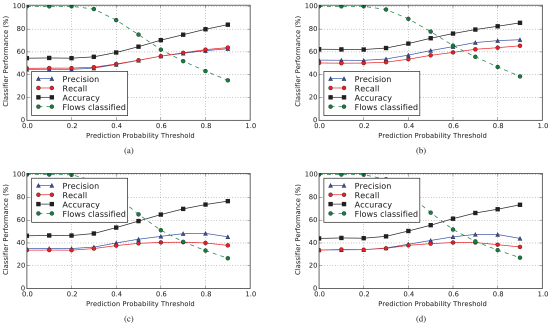 Classifier Performance (%)
100
80
60
40
20
0
Precision
Recall
Accuracy
Flows classified
0.0 0.2 0.4 0.6 0.8 1.0
Prediction Probability Threshold
(a)
Classifier Performance (%)
100
80
60
40
20
0
Precision
Recall
Accuracy
Flows classified
0.0 0.2 0.4 0.6 0.8 1.0
Prediction Probability Threshold
(b)
Classifier Performance (%)
100
80
60
40
20
0
Precision
Recall
Accuracy
Flows classified
0.0 0.2 0.4 0.6 0.8 1.0
Prediction Probability Threshold
(c)
Classifier Performance (%)
100
80
60
40
20
0
Precision
Recall
Accuracy
Flows classified
0.0 0.2 0.4 0.6 0.8 1.0
Prediction Probability Threshold
(d)